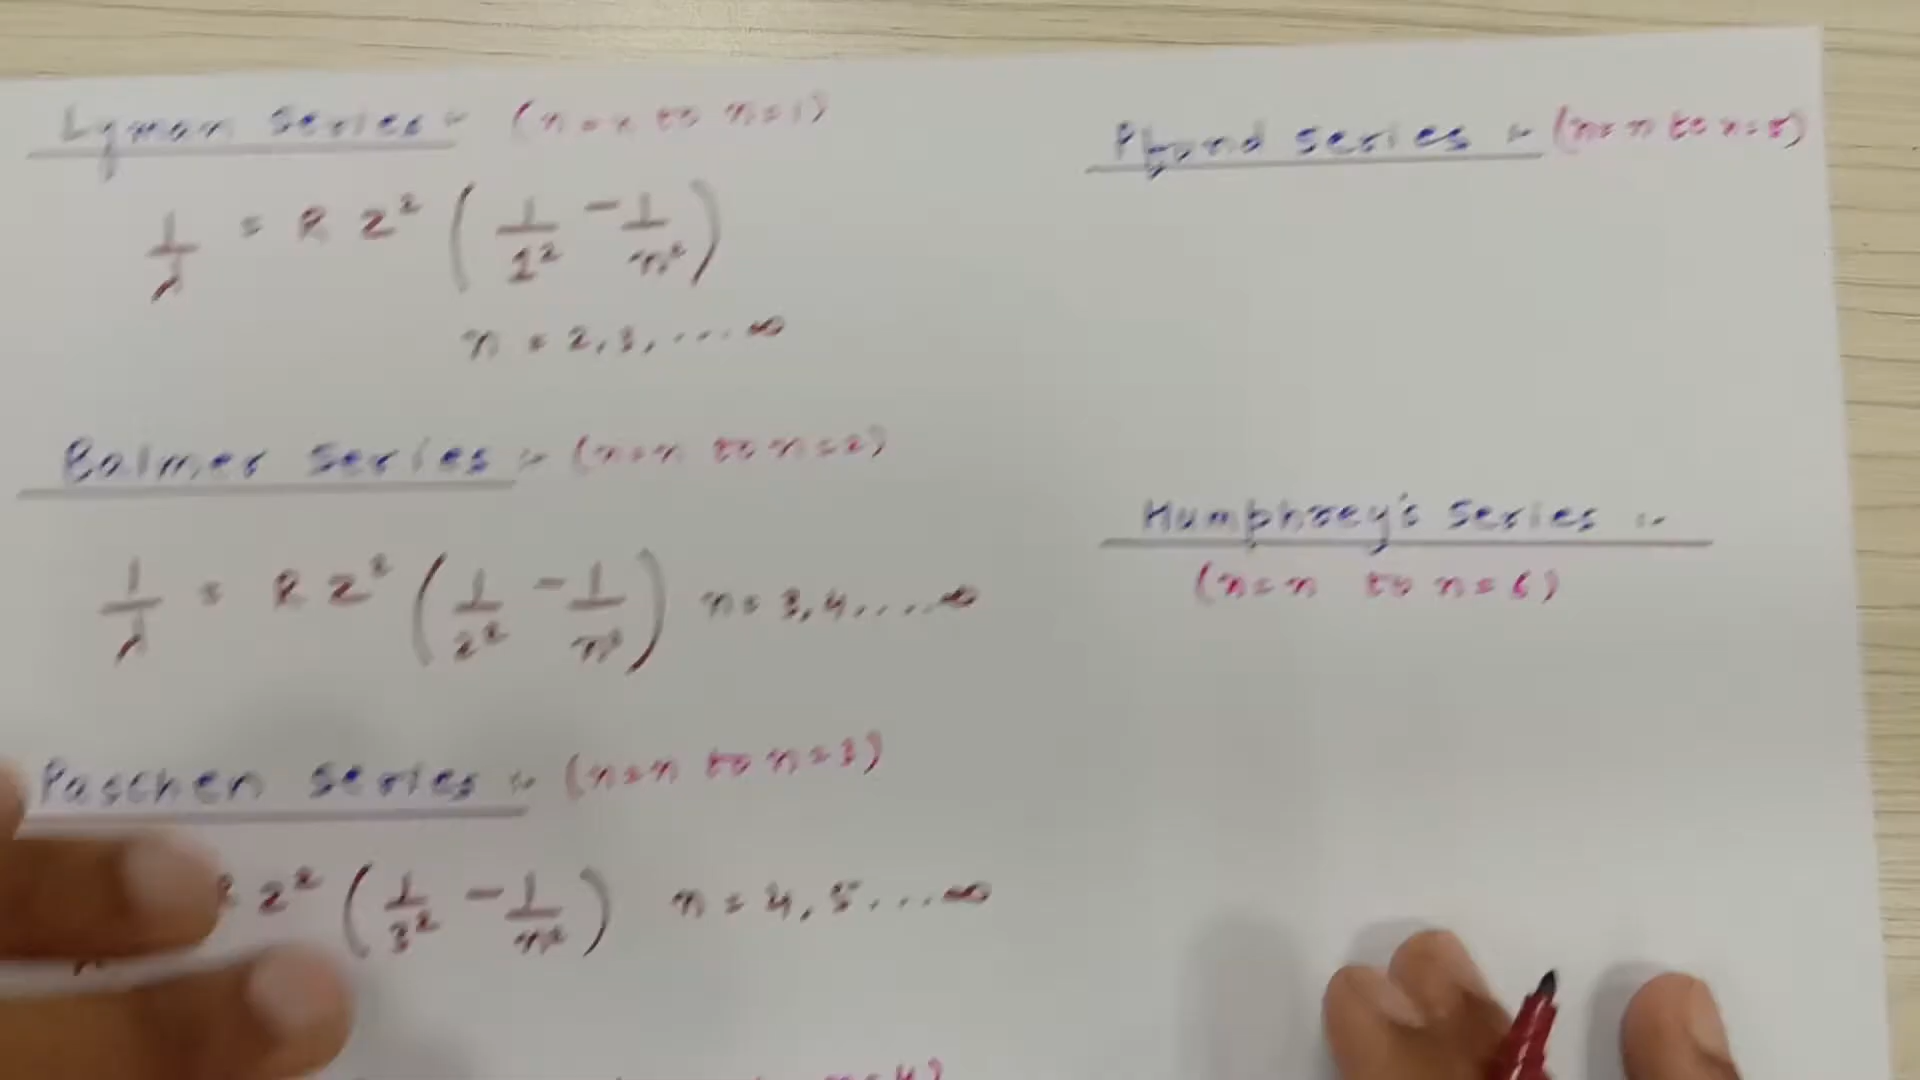 Lyman Series :- (n=n to n=1)
1/λ = R Z² ( 1/1² - 1/n² )
n = 2, 3, .... ∞
Balmer Series :- (n=n to n=2)
1/λ = R Z² ( 1/2² - 1/n² ) n = 3, 4, .... ∞
Paschen Series :- (n=n to n=3)
R Z² ( 1/3² - 1/n² ) n = 4, 5, ... ∞
n=4)
Pfund Series :- (n=n to n=5)
Humphrey's Series :-
(n=n to n=6)